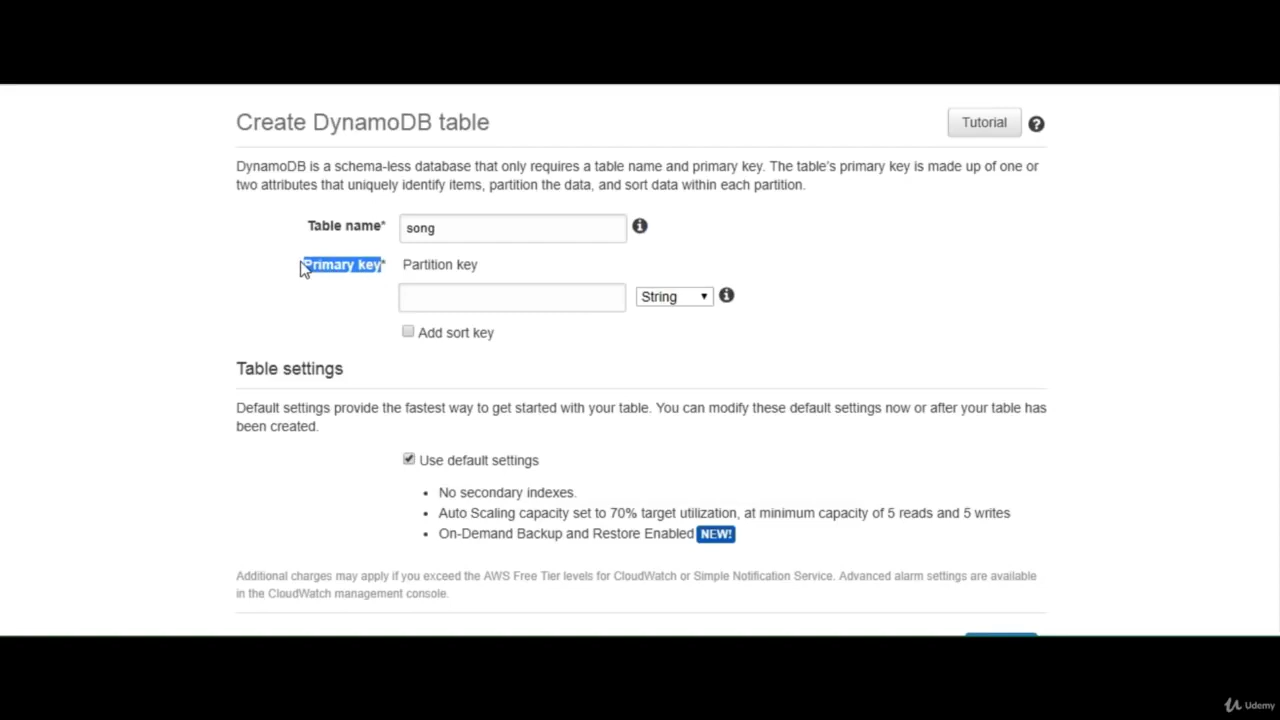 Create DynamoDB table
Tutorial
DynamoDB is a schema-less database that only requires a table name and primary key. The table's primary key is made up of one or
two attributes that uniquely identify items, partition the data, and sort data within each partition.
Table name*
song
Primary key*
Partition key
String
Add sort key
Table settings
Default settings provide the fastest way to get started with your table. You can modify these default settings now or after your table has
been created.
Use default settings
No secondary indexes.
Auto Scaling capacity set to 70% target utilization, at minimum capacity of 5 reads and 5 writes
On-Demand Backup and Restore Enabled NEW!
Additional charges may apply if you exceed the AWS Free Tier levels for CloudWatch or Simple Notification Service. Advanced alarm settings are available
in the CloudWatch management console.
Udemy